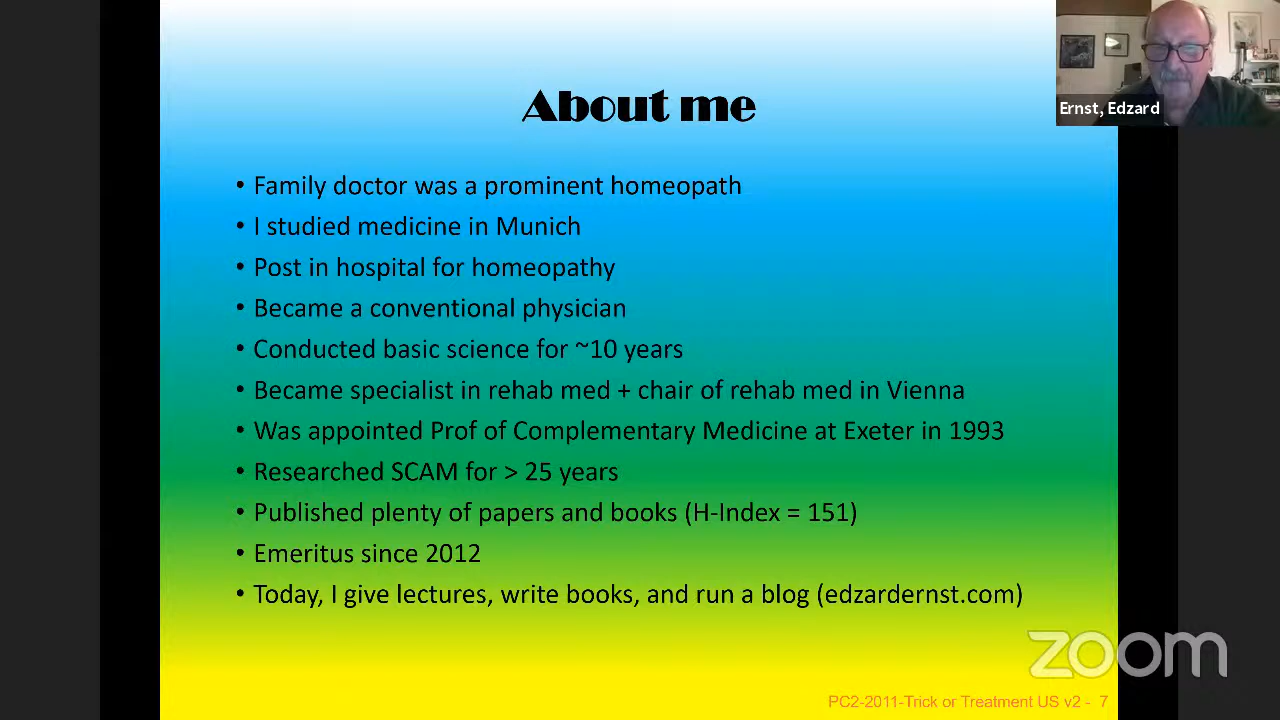 About me
Ernst, Edzard
• Family doctor was a prominent homeopath
• I studied medicine in Munich
• Post in hospital for homeopathy
• Became a conventional physician
• Conducted basic science for ~10 years
• Became specialist in rehab med + chair of rehab med in Vienna
• Was appointed Prof of Complementary Medicine at Exeter in 1993
• Researched SCAM for > 25 years
• Published plenty of papers and books (H-Index = 151)
• Emeritus since 2012
• Today, I give lectures, write books, and run a blog (edzardernst.com)
zoom
PC2-2011-Trick or Treatment US v2 - 7